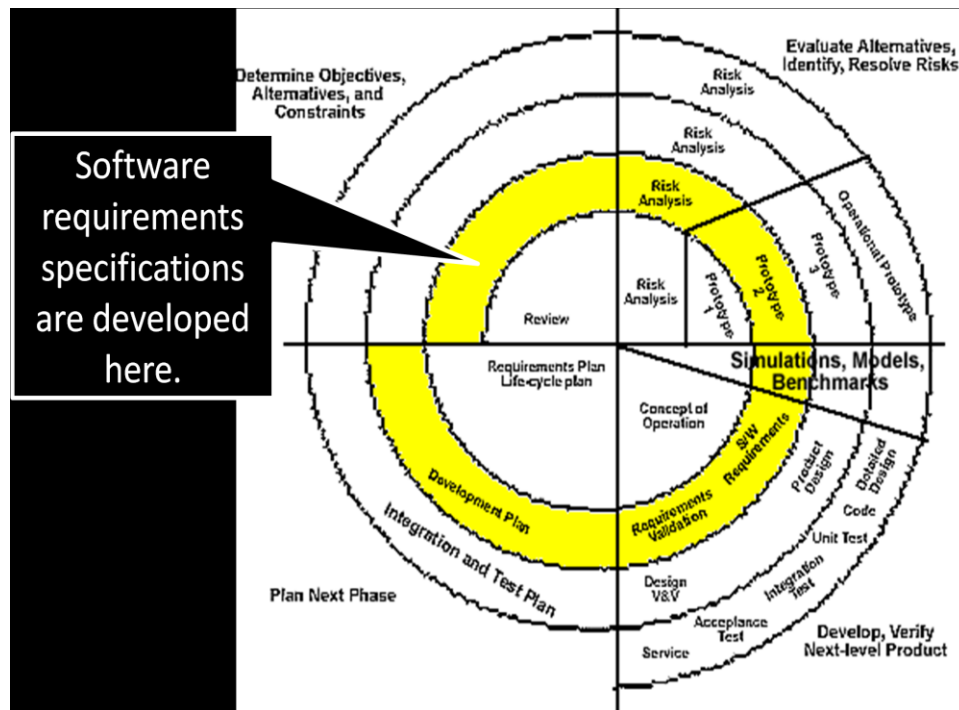 Determine Objectives,
Alternatives, and
Constraints
Evaluate Alternatives,
Identify, Resolve Risks
Software
requirements
specifications
are developed
here.
Risk
Analysis
Risk
Analysis
Risk
Analysis
Risk
Analysis
Prototype
1
Prototype
2
Prototype
3
Operational Prototype
Review
Requirements Plan
Life-cycle plan
Simulations, Models,
Benchmarks
Concept of
Operation
S/W
Requirements
Product
Design
Detailed
Design
Development Plan
Requirements
Validation
Code
Unit Test
Integration and Test Plan
Design
V&V
Integration
Test
Acceptance
Test
Service
Plan Next Phase
Develop, Verify
Next-level Product